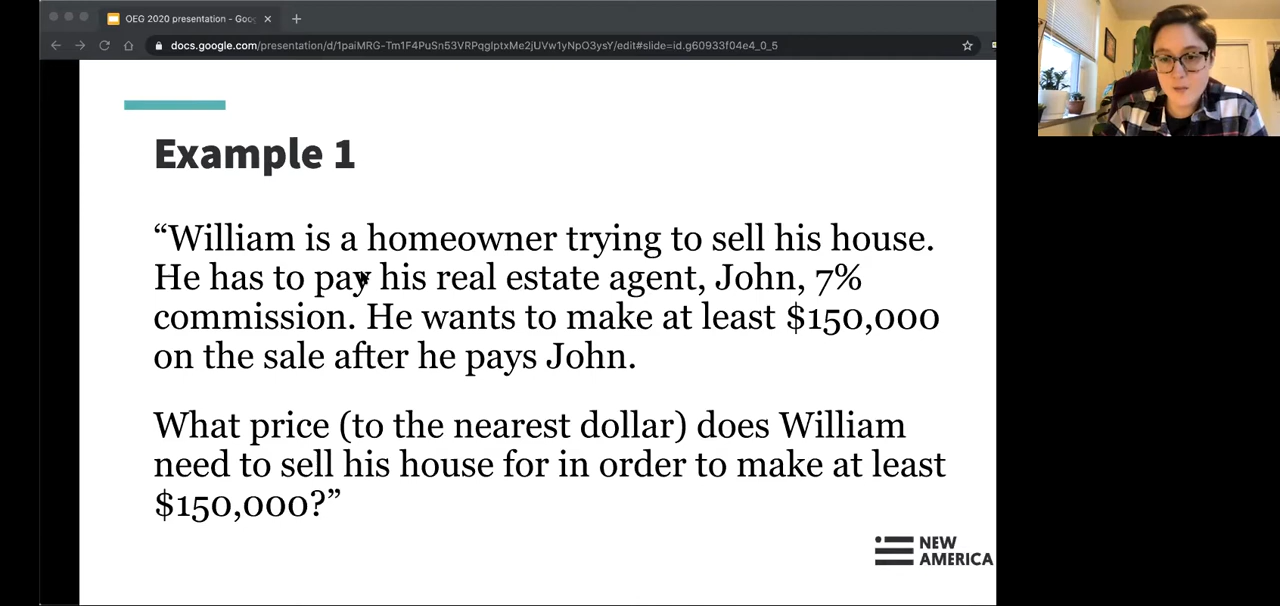 OEG 2020 presentation - Goo
docs.google.com/presentation/d/1paiMRG-Tm1F4PuSn53VRPqglptxMe2jUVw1yNpO3ysY/edit#slide=id.g60933f04e4_0_5
Example 1
“William is a homeowner trying to sell his house.
He has to pay his real estate agent, John, 7%
commission. He wants to make at least $150,000
on the sale after he pays John.
What price (to the nearest dollar) does William
need to sell his house for in order to make at least
$150,000?”
NEW
AMERICA